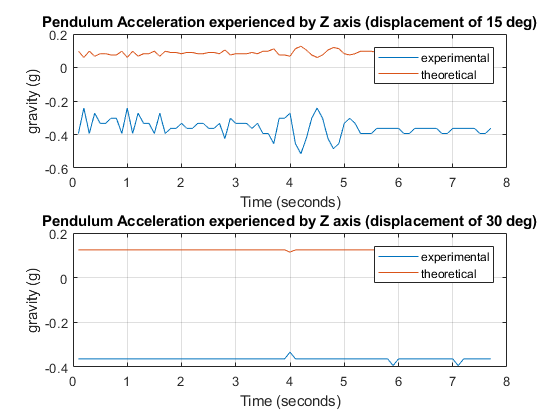 Pendulum Acceleration experienced by Z axis (displacement of 15 deg)
0.2
0
-0.2
-0.4
-0.6
gravity (g)
experimental
theoretical
0 1 2 3 4 5 6 7 8
Time (seconds)
Pendulum Acceleration experienced by Z axis (displacement of 30 deg)
0.2
0
-0.2
-0.4
gravity (g)
experimental
theoretical
0 1 2 3 4 5 6 7 8
Time (seconds)